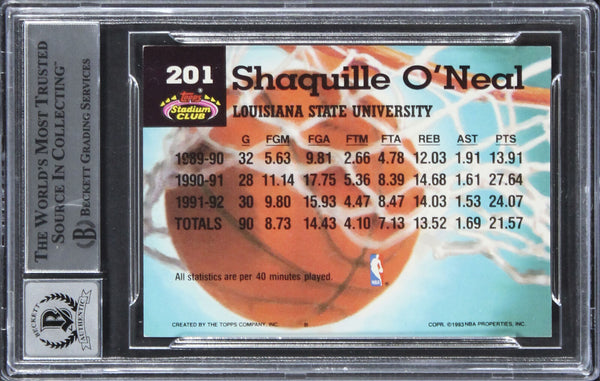 THE WORLD'S MOST TRUSTED
SOURCE IN COLLECTING™
BECKETT GRADING SERVICES
BECKETT
AUTHENTIC
201
Topps
Stadium
CLUB
Shaquille O'Neal
LOUISIANA STATE UNIVERSITY
G FGM FGA FTM FTA REB AST PTS
1989-90 32 5.63 9.81 2.66 4.78 12.03 1.91 13.91
1990-91 28 11.14 17.75 5.36 8.39 14.68 1.61 27.64
1991-92 30 9.80 15.93 4.47 8.47 14.03 1.53 24.07
TOTALS 90 8.73 14.43 4.10 7.13 13.52 1.69 21.57
All statistics are per 40 minutes played.
NBA
CREATED BY THE TOPPS COMPANY, INC.
COPR. ©1993 NBA PROPERTIES, INC.